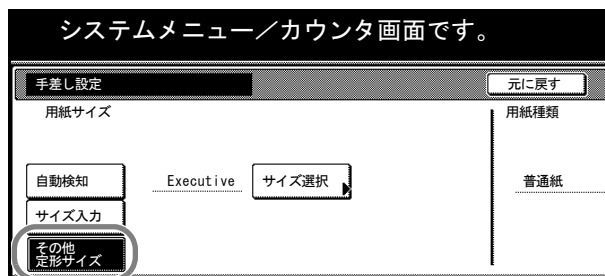 システムメニュー／カウンタ画面です。
手差し設定
元に戻す
用紙サイズ
用紙種類
自動検知
Executive
サイズ選択
普通紙
サイズ入力
その他
定形サイズ